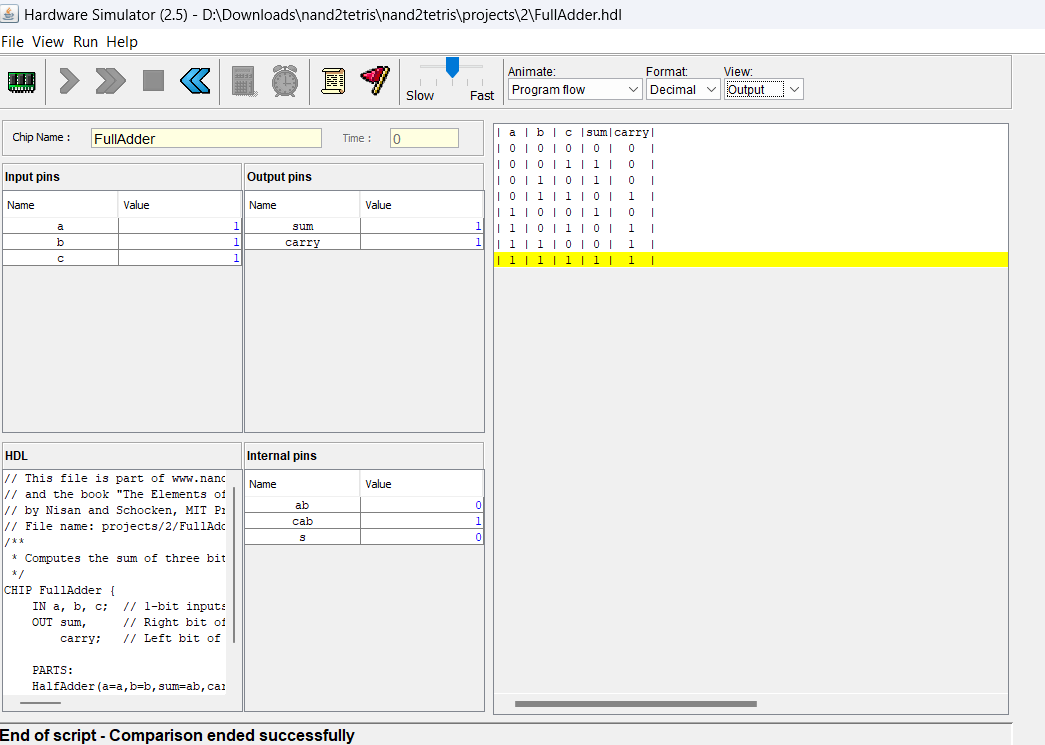 Hardware Simulator (2.5) - D:\Downloads\nand2tetris\nand2tetris\projects\2\FullAdder.hdl
File View Run Help
Animate: Format: View:
Slow Fast Program flow Decimal Output
Chip Name : FullAdder Time : 0
Input pins
Name Value
a 1
b 1
c 1
Output pins
Name Value
sum 1
carry 1
| a | b | c |sum|carry|
| 0 | 0 | 0 | 0 | 0 |
| 0 | 0 | 1 | 1 | 0 |
| 0 | 1 | 0 | 1 | 0 |
| 0 | 1 | 1 | 0 | 1 |
| 1 | 0 | 0 | 1 | 0 |
| 1 | 0 | 1 | 0 | 1 |
| 1 | 1 | 0 | 0 | 1 |
| 1 | 1 | 1 | 1 | 1 |
HDL
// This file is part of www.nand
// and the book "The Elements of
// by Nisan and Schocken, MIT Pr
// File name: projects/2/FullAdd
/**
* Computes the sum of three bit
*/
CHIP FullAdder {
IN a, b, c; // 1-bit inputs
OUT sum, // Right bit of
carry; // Left bit of
PARTS:
HalfAdder(a=a,b=b,sum=ab,car
Internal pins
Name Value
ab 0
cab 1
s 0
End of script - Comparison ended successfully